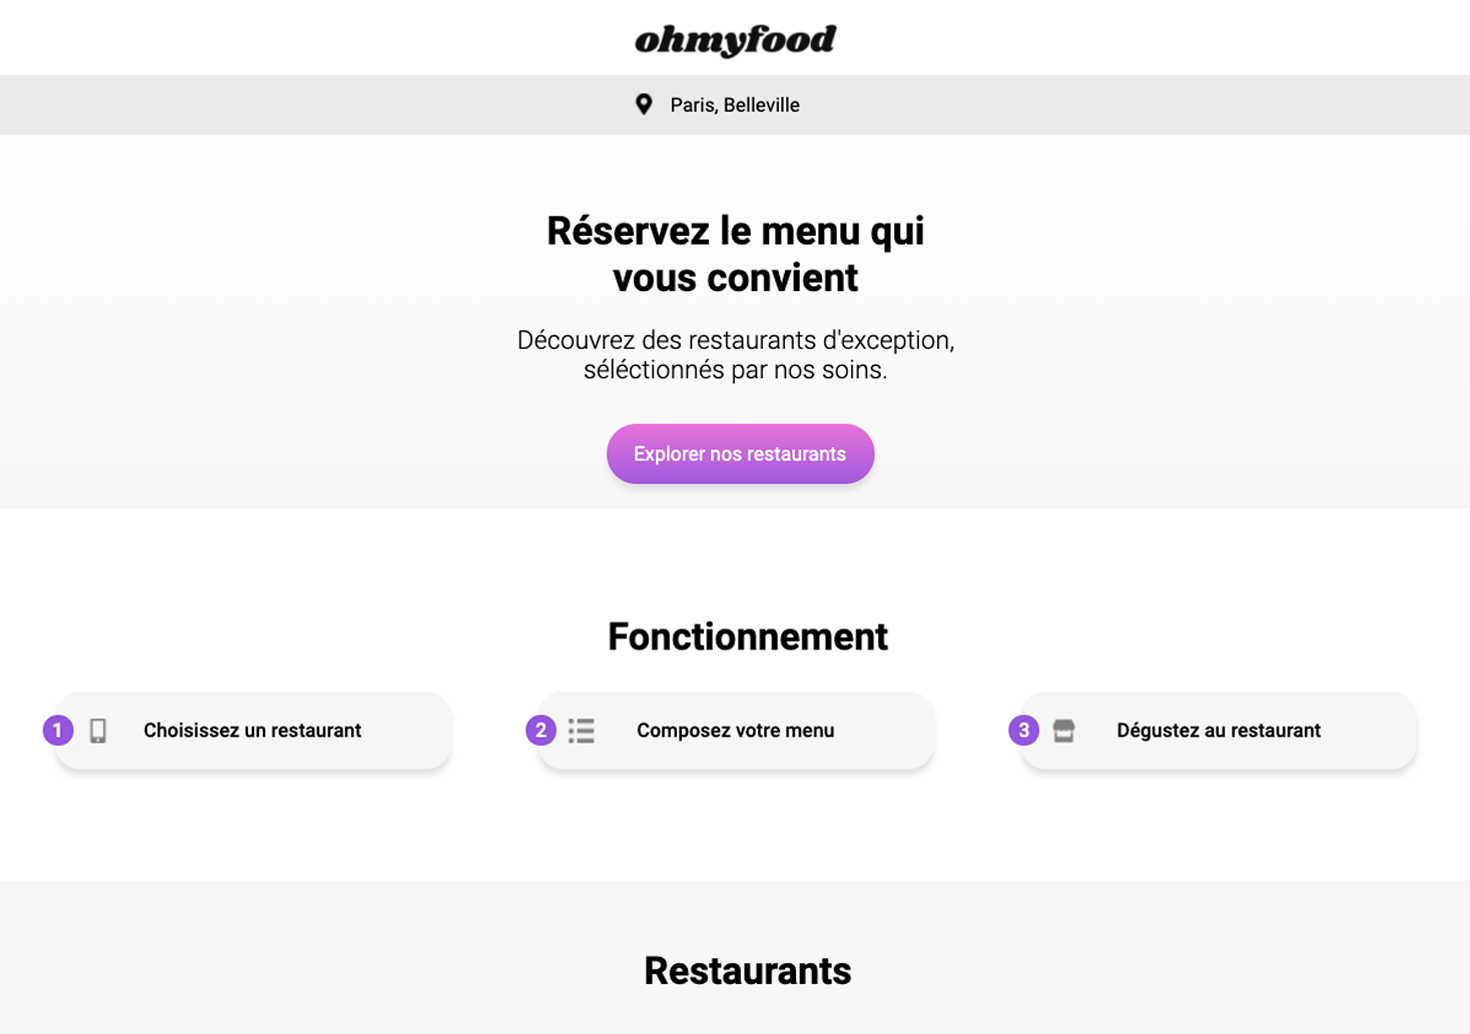 ohmyfood
Paris, Belleville
Réservez le menu qui
vous convient
Découvrez des restaurants d'exception,
séléctionnés par nos soins.
Explorer nos restaurants
Fonctionnement
1 Choisissez un restaurant
2 Composez votre menu
3 Dégustez au restaurant
Restaurants